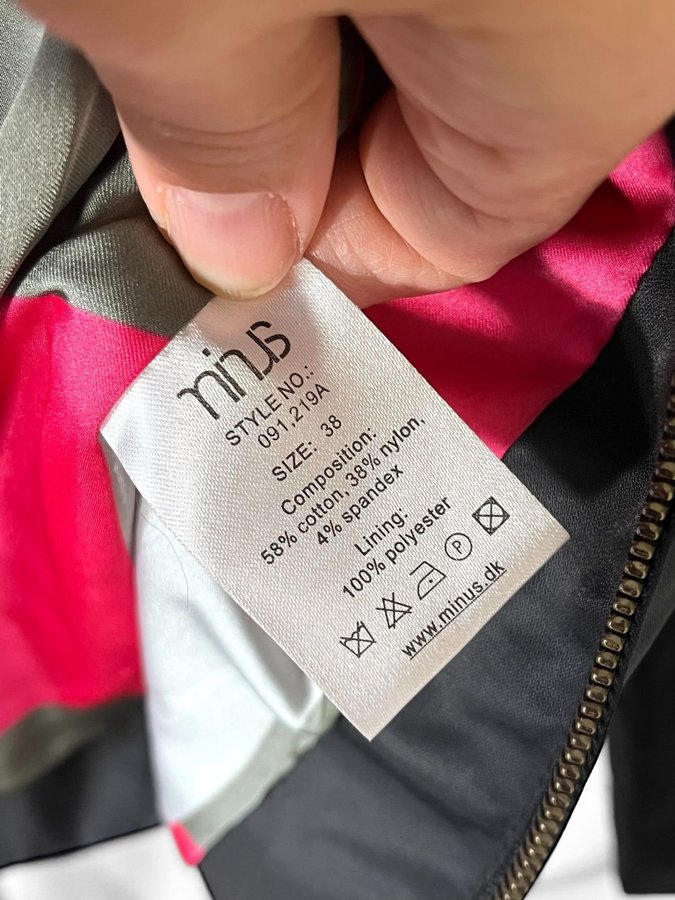 minus
STYLE NO.:
091,219A
SIZE: 38
Composition:
58% cotton, 38% nylon,
4% spandex
Lining:
100% polyester
P
www.minus.dk